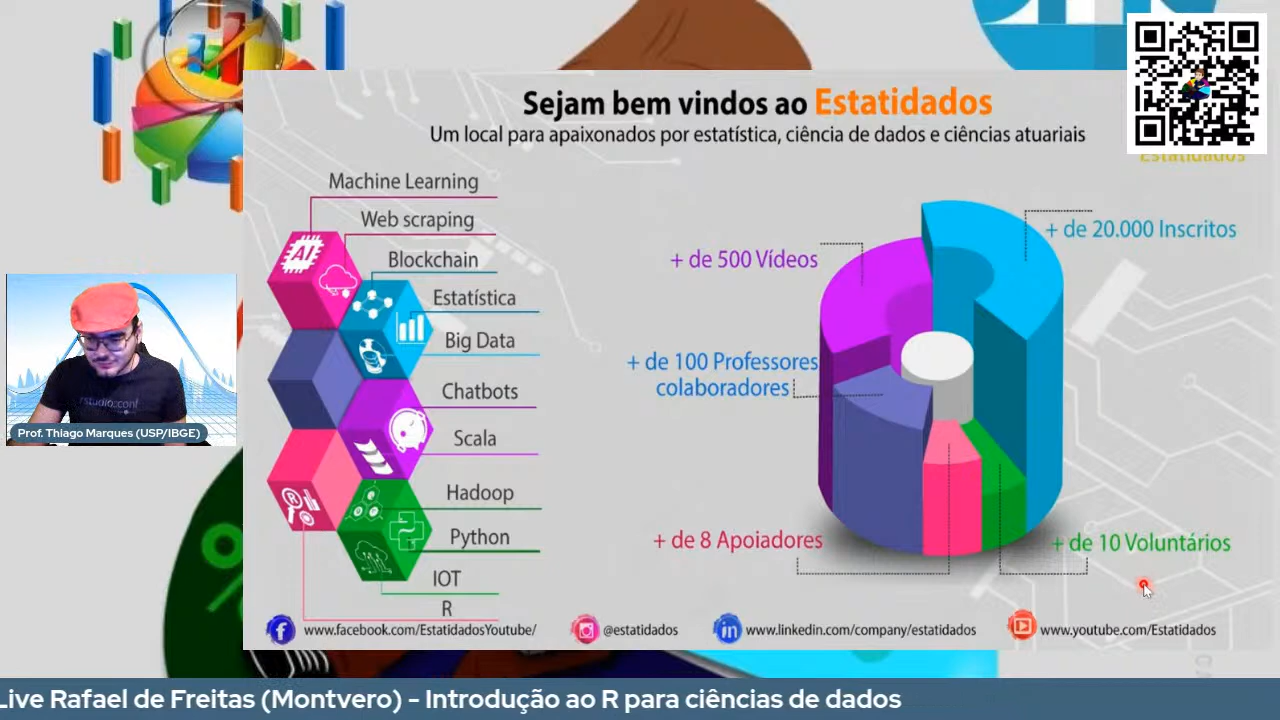 Sejam bem vindos ao Estatidados
Um local para apaixonados por estatística, ciência de dados e ciências atuariais
Estatidados
Machine Learning
Web scraping
Blockchain
Estatística
Big Data
Chatbots
Scala
Hadoop
Python
IOT
R
AI
R
+ de 500 Vídeos
+ de 20.000 Inscritos
+ de 100 Professores
colaboradores
+ de 8 Apoiadores
+ de 10 Voluntários
rstudio::conf
Prof. Thiago Marques (USP/IBGE)
%
www.facebook.com/EstatidadosYoutube/
@estatidados
www.linkedin.com/company/estatidados
www.youtube.com/Estatidados
Live Rafael de Freitas (Montvero) - Introdução ao R para ciências de dados